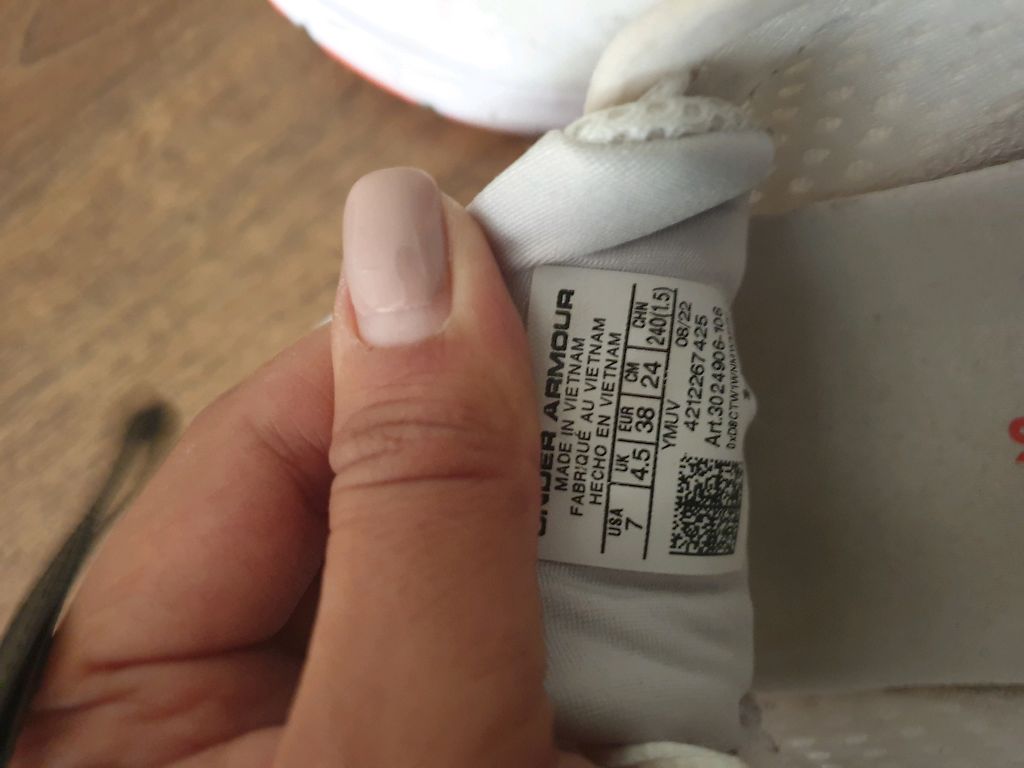 UNDER ARMOUR
MADE IN VIETNAM
FABRIQUÉ AU VIETNAM
HECHO EN VIETNAM
USA UK EUR CM CHN
7 4.5 38 24 240(1.5)
YMUV 08/22
42122267425
Art.3024906-106